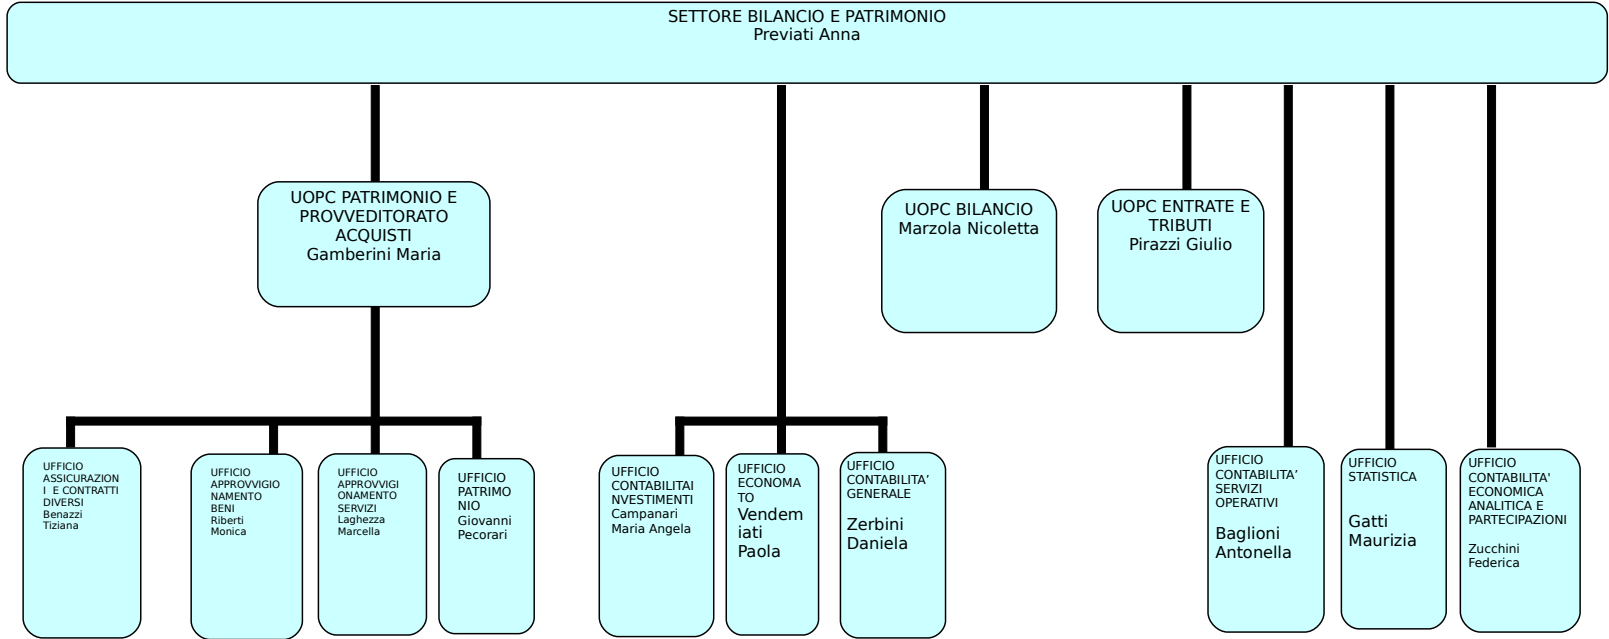 SETTORE BILANCIO E PATRIMONIO
Previati Anna
UOPC PATRIMONIO E
PROVVEDITORATO
ACQUISTI
Gamberini Maria
UOPC BILANCIO
Marzola Nicoletta
UOPC ENTRATE E
TRIBUTI
Pirazzi Giulio
UFFICIO
ASSICURAZION
I E CONTRATTI
DIVERSI
Benazzi
Tiziana
UFFICIO
APPROVVIGIO
NAMENTO
BENI
Riberti
Monica
UFFICIO
APPROVVIGI
ONAMENTO
SERVIZI
Laghezza
Marcella
UFFICIO
PATRIMO
NIO
Giovanni
Pecorari
UFFICIO
CONTABILITAI
NVESTIMENTI
Campanari
Maria Angela
UFFICIO
ECONOMA
TO
Vendem
iati
Paola
UFFICIO
CONTABILITA’
GENERALE
Zerbini
Daniela
UFFICIO
CONTABILITA’
SERVIZI
OPERATIVI
Baglioni
Antonella
UFFICIO
STATISTICA
Gatti
Maurizia
UFFICIO
CONTABILITA'
ECONOMICA
ANALITICA E
PARTECIPAZIONI
Zucchini
Federica